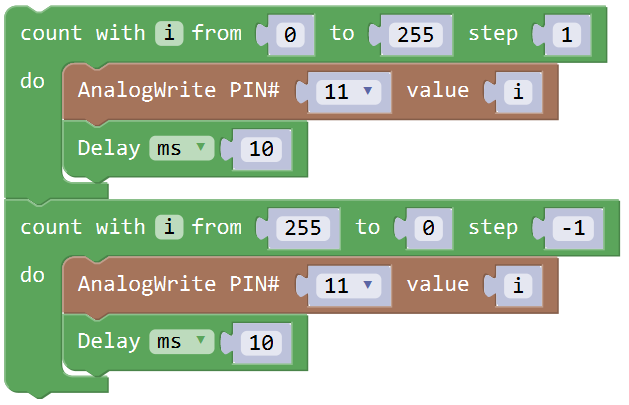 count with i from 0 to 255 step 1
do
AnalogWrite PIN# 11 value i
Delay ms 10
count with i from 255 to 0 step -1
do
AnalogWrite PIN# 11 value i
Delay ms 10